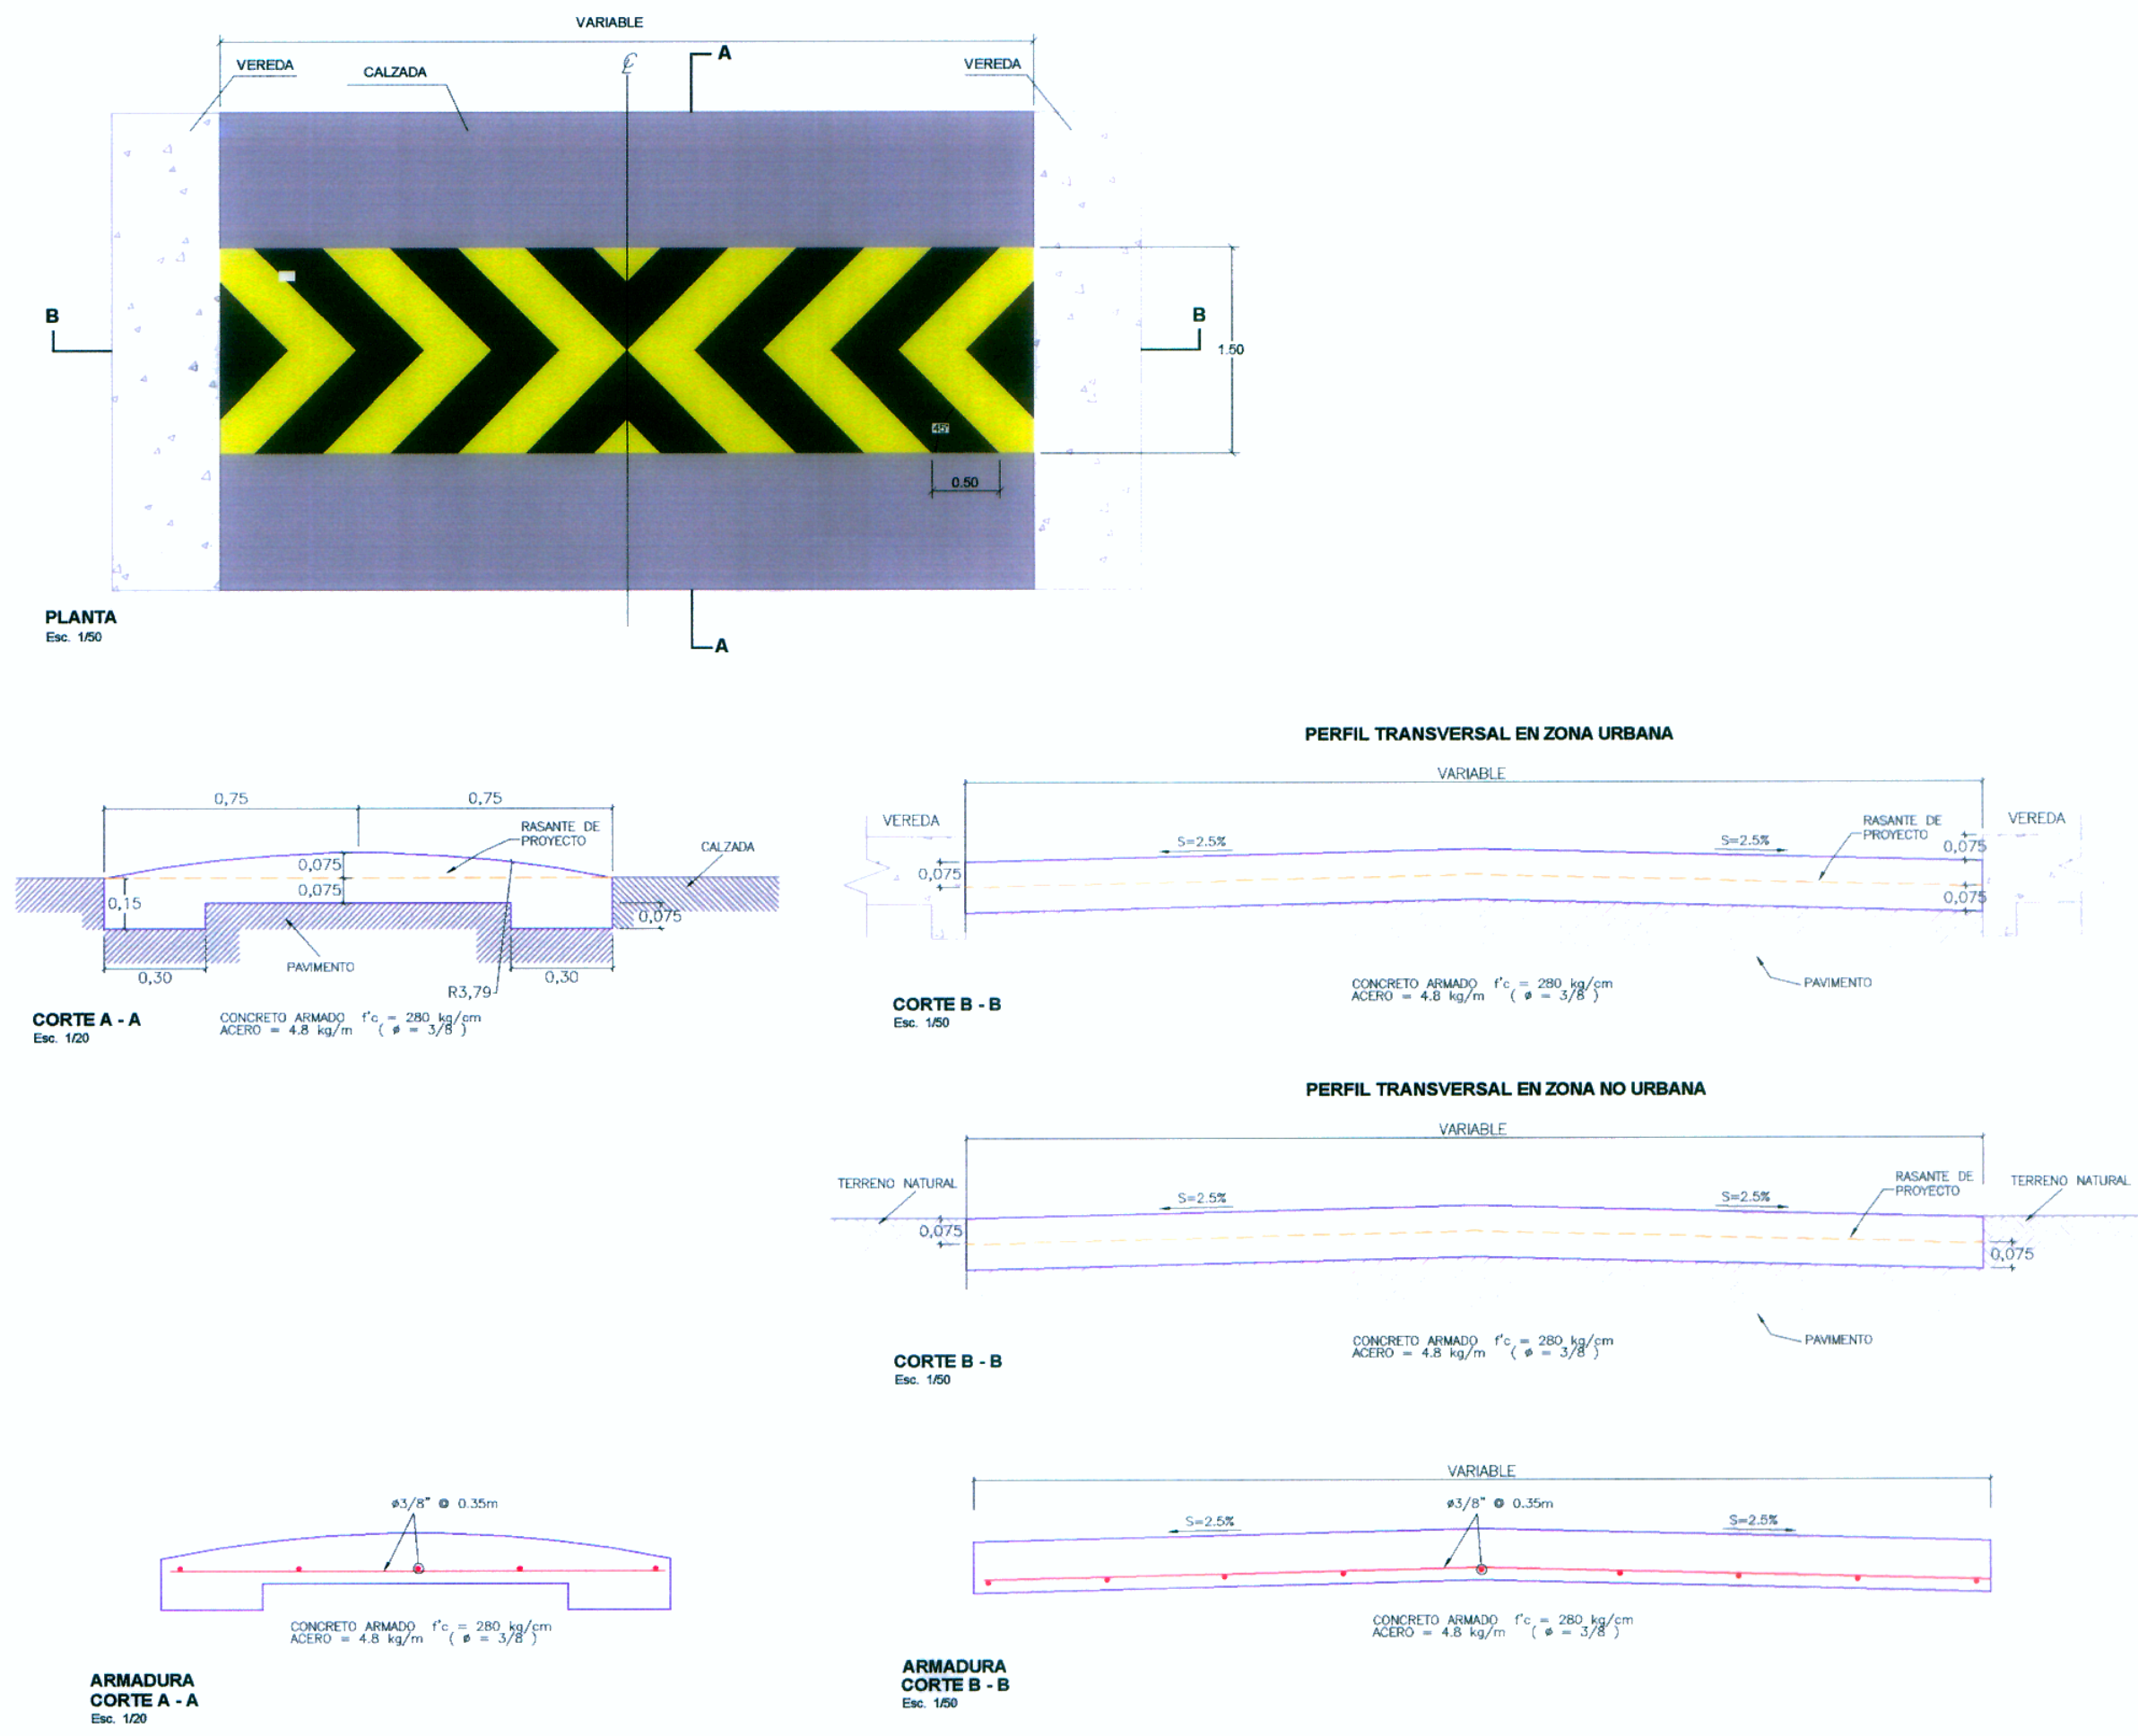 VARIABLE
A
VEREDA
CALZADA
VEREDA
B
B
1.50
45°
0.50
PLANTA
Esc. 1/50
A
PERFIL TRANSVERSAL EN ZONA URBANA
VARIABLE
0,75
0,75
RASANTE DE
PROYECTO
CALZADA
0,075
0,075
0,15
0,075
PAVIMENTO
0,30
0,30
R3,79
CORTE A - A
Esc. 1/20
CONCRETO ARMADO f'c = 280 kg/cm
ACERO = 4.8 kg/m ( ø = 3/8 )
VEREDA
VEREDA
S=2.5%
S=2.5%
RASANTE DE
PROYECTO
0,075
0,075
0,075
PAVIMENTO
CONCRETO ARMADO f'c = 280 kg/cm
ACERO = 4.8 kg/m ( ø = 3/8 )
CORTE B - B
Esc. 1/50
PERFIL TRANSVERSAL EN ZONA NO URBANA
VARIABLE
TERRENO NATURAL
S=2.5%
S=2.5%
RASANTE DE
PROYECTO
TERRENO NATURAL
0,075
0,075
PAVIMENTO
CONCRETO ARMADO f'c = 280 kg/cm
ACERO = 4.8 kg/m ( ø = 3/8 )
CORTE B - B
Esc. 1/50
ø3/8" @ 0.35m
CONCRETO ARMADO f'c = 280 kg/cm
ACERO = 4.8 kg/m ( ø = 3/8 )
ARMADURA
CORTE A - A
Esc. 1/20
VARIABLE
ø3/8" @ 0.35m
S=2.5%
S=2.5%
CONCRETO ARMADO f'c = 280 kg/cm
ACERO = 4.8 kg/m ( ø = 3/8 )
ARMADURA
CORTE B - B
Esc. 1/50